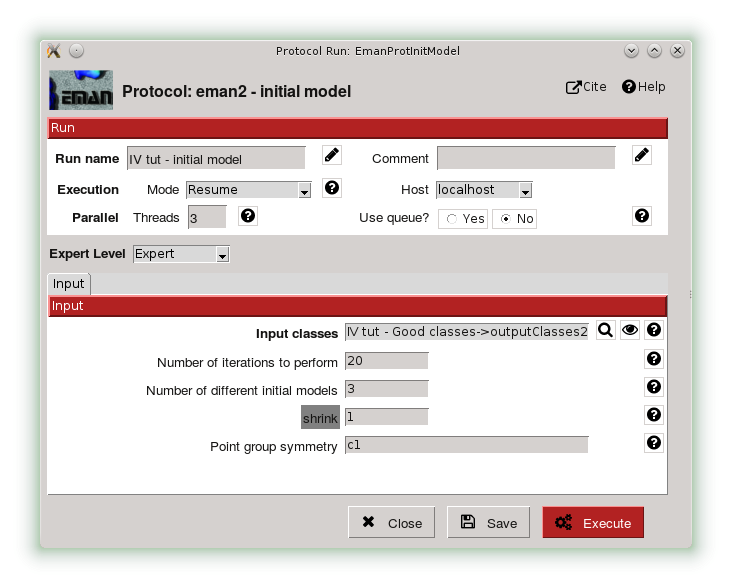 Protocol Run: EmanProtInitModel
EMAN Protocol: eman2 - initial model Cite Help
Run
Run name IV tut - initial model Comment
Execution Mode Resume Host localhost
Parallel Threads 3 Use queue? Yes No
Expert Level Expert
Input
Input
Input classes IV tut - Good classes->outputClasses2
Number of iterations to perform 20
Number of different initial models 3
shrink 1
Point group symmetry c1
Close Save Execute